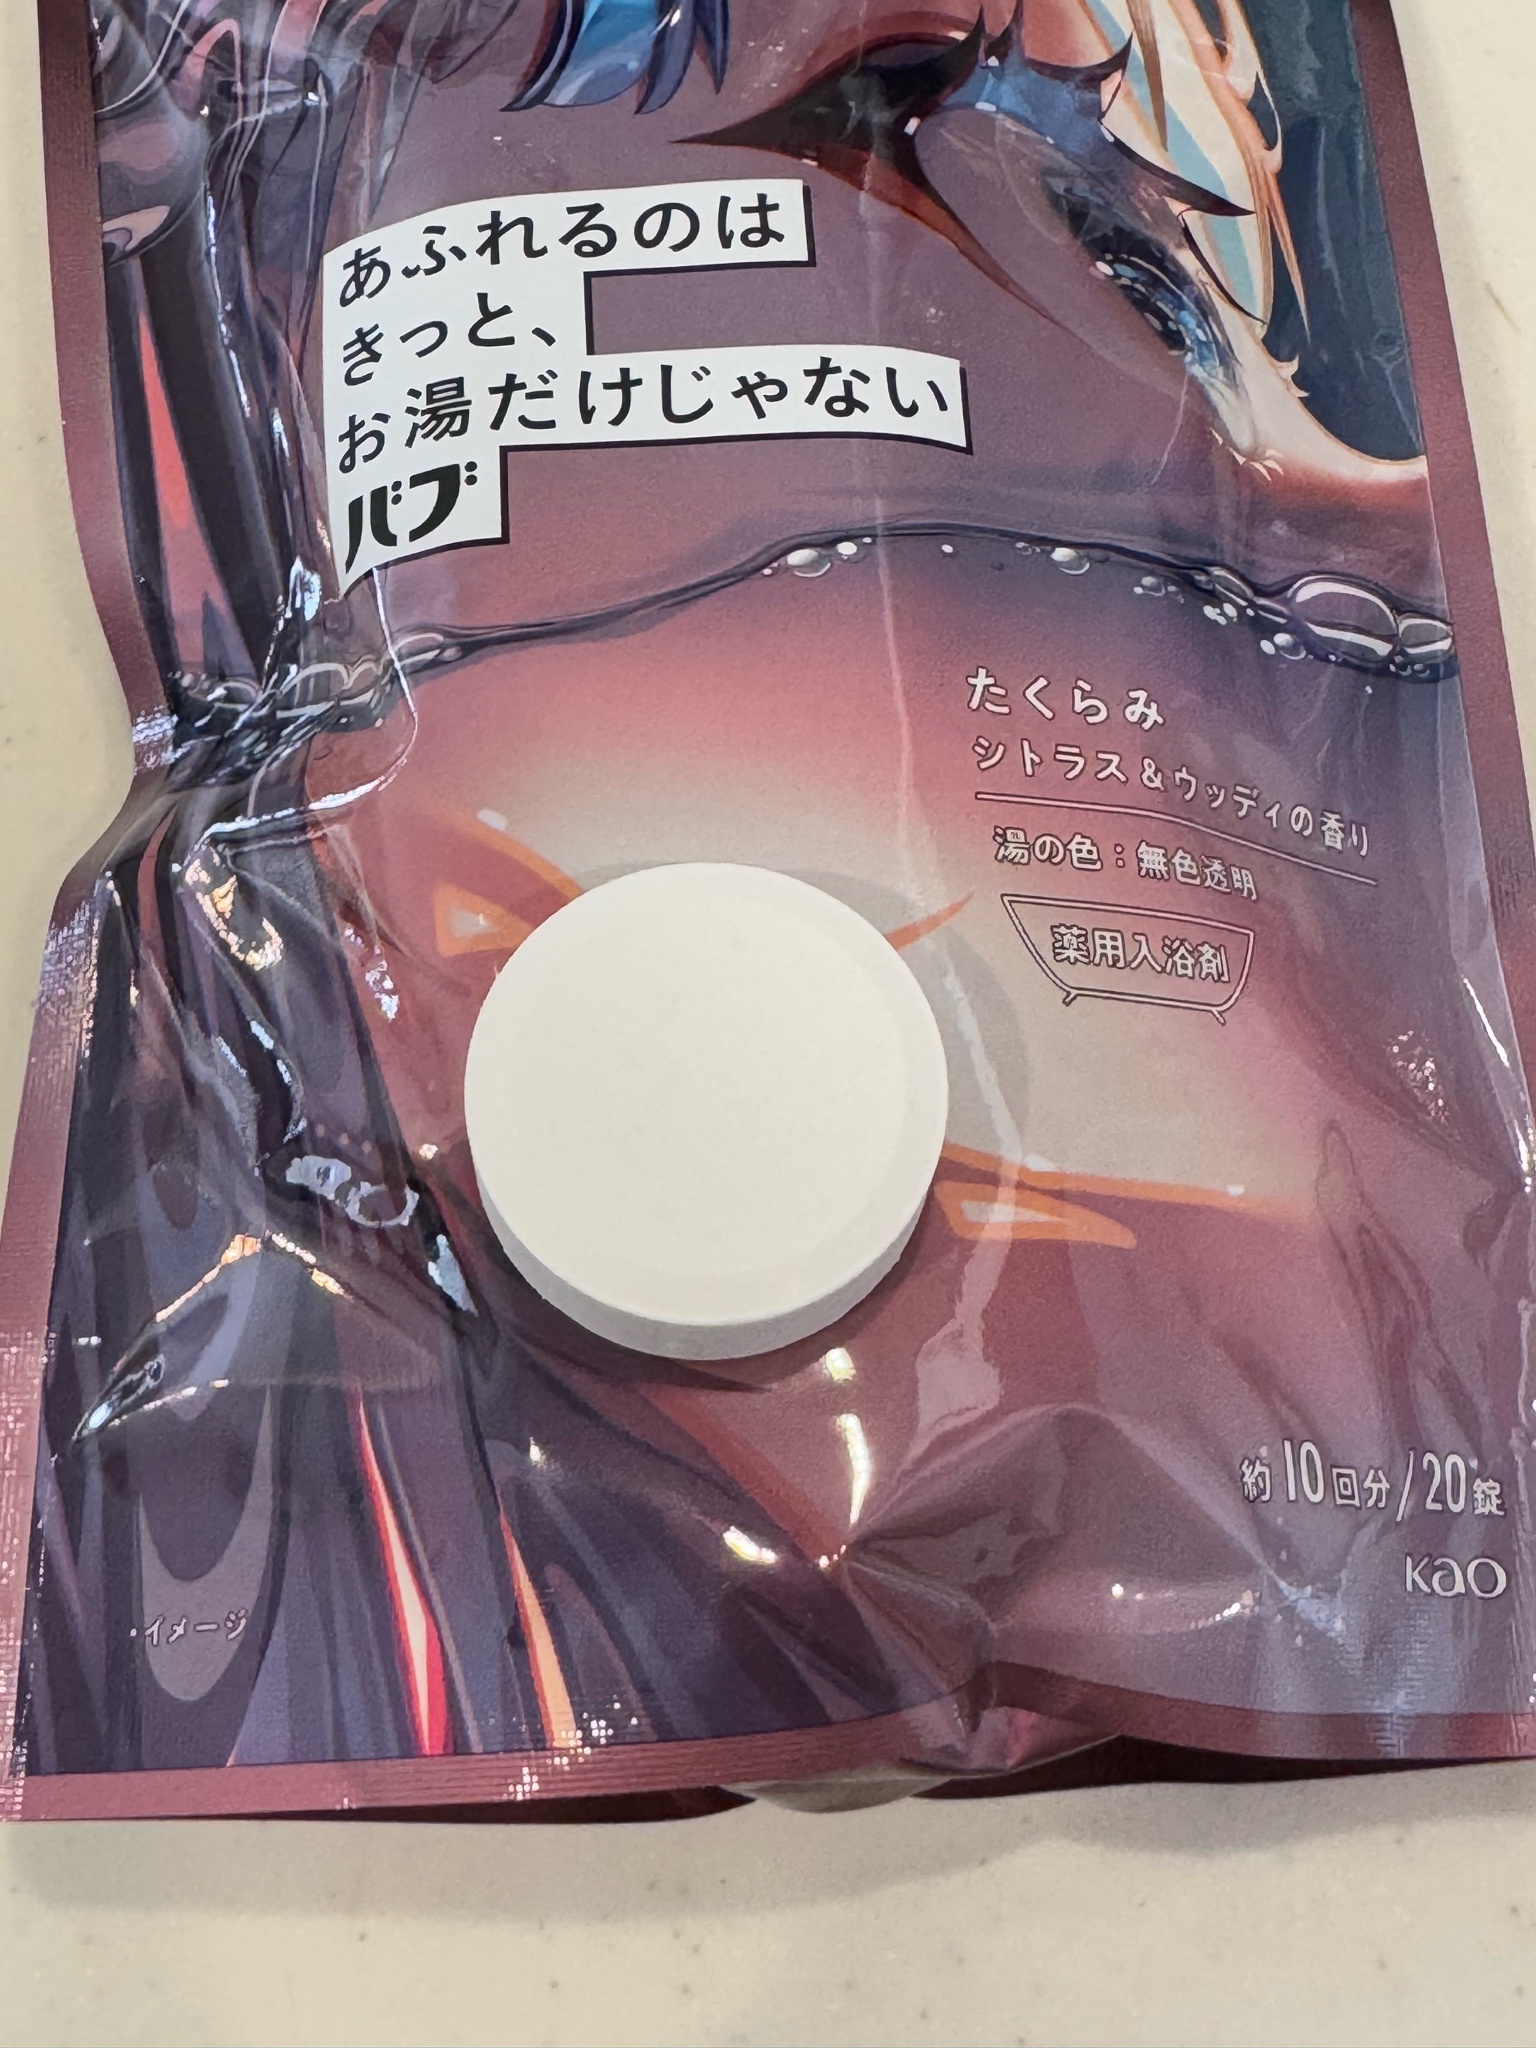 あふれるのは
きっと、
お湯だけじゃない
バブ
たくらみ
シトラス&ウッディの香り
湯の色：無色透明
薬用入浴剤
約10回分/20錠
Kao
・イメージ